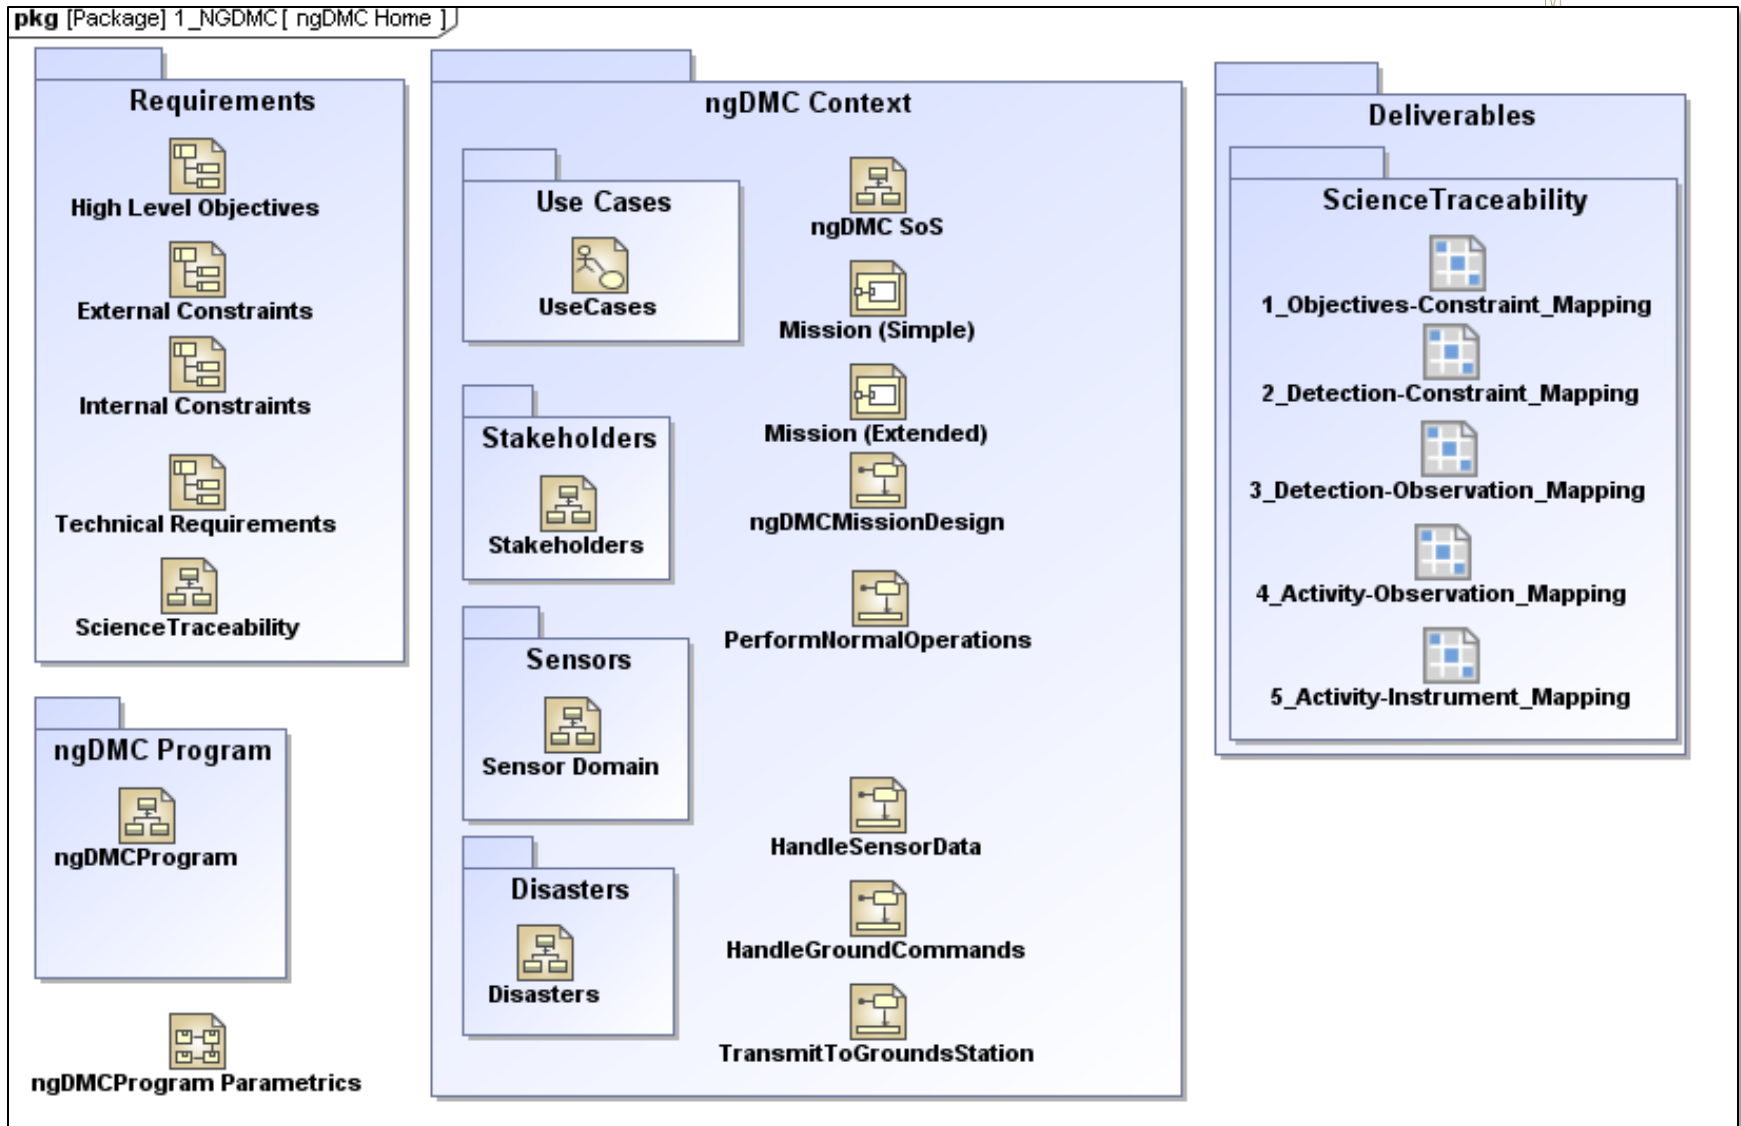 pkg [Package] 1_NGDMC [ ngDMC Home ]
Requirements
High Level Objectives
External Constraints
Internal Constraints
Technical Requirements
ScienceTraceability
ngDMC Program
ngDMCProgram
ngDMCProgram Parametrics
ngDMC Context
Use Cases
UseCases
Stakeholders
Stakeholders
Sensors
Sensor Domain
Disasters
Disasters
ngDMC SoS
Mission (Simple)
Mission (Extended)
ngDMCMissionDesign
PerformNormalOperations
HandleSensorData
HandleGroundCommands
TransmitToGroundsStation
Deliverables
ScienceTraceability
1_Objectives-Constraint_Mapping
2_Detection-Constraint_Mapping
3_Detection-Observation_Mapping
4_Activity-Observation_Mapping
5_Activity-Instrument_Mapping